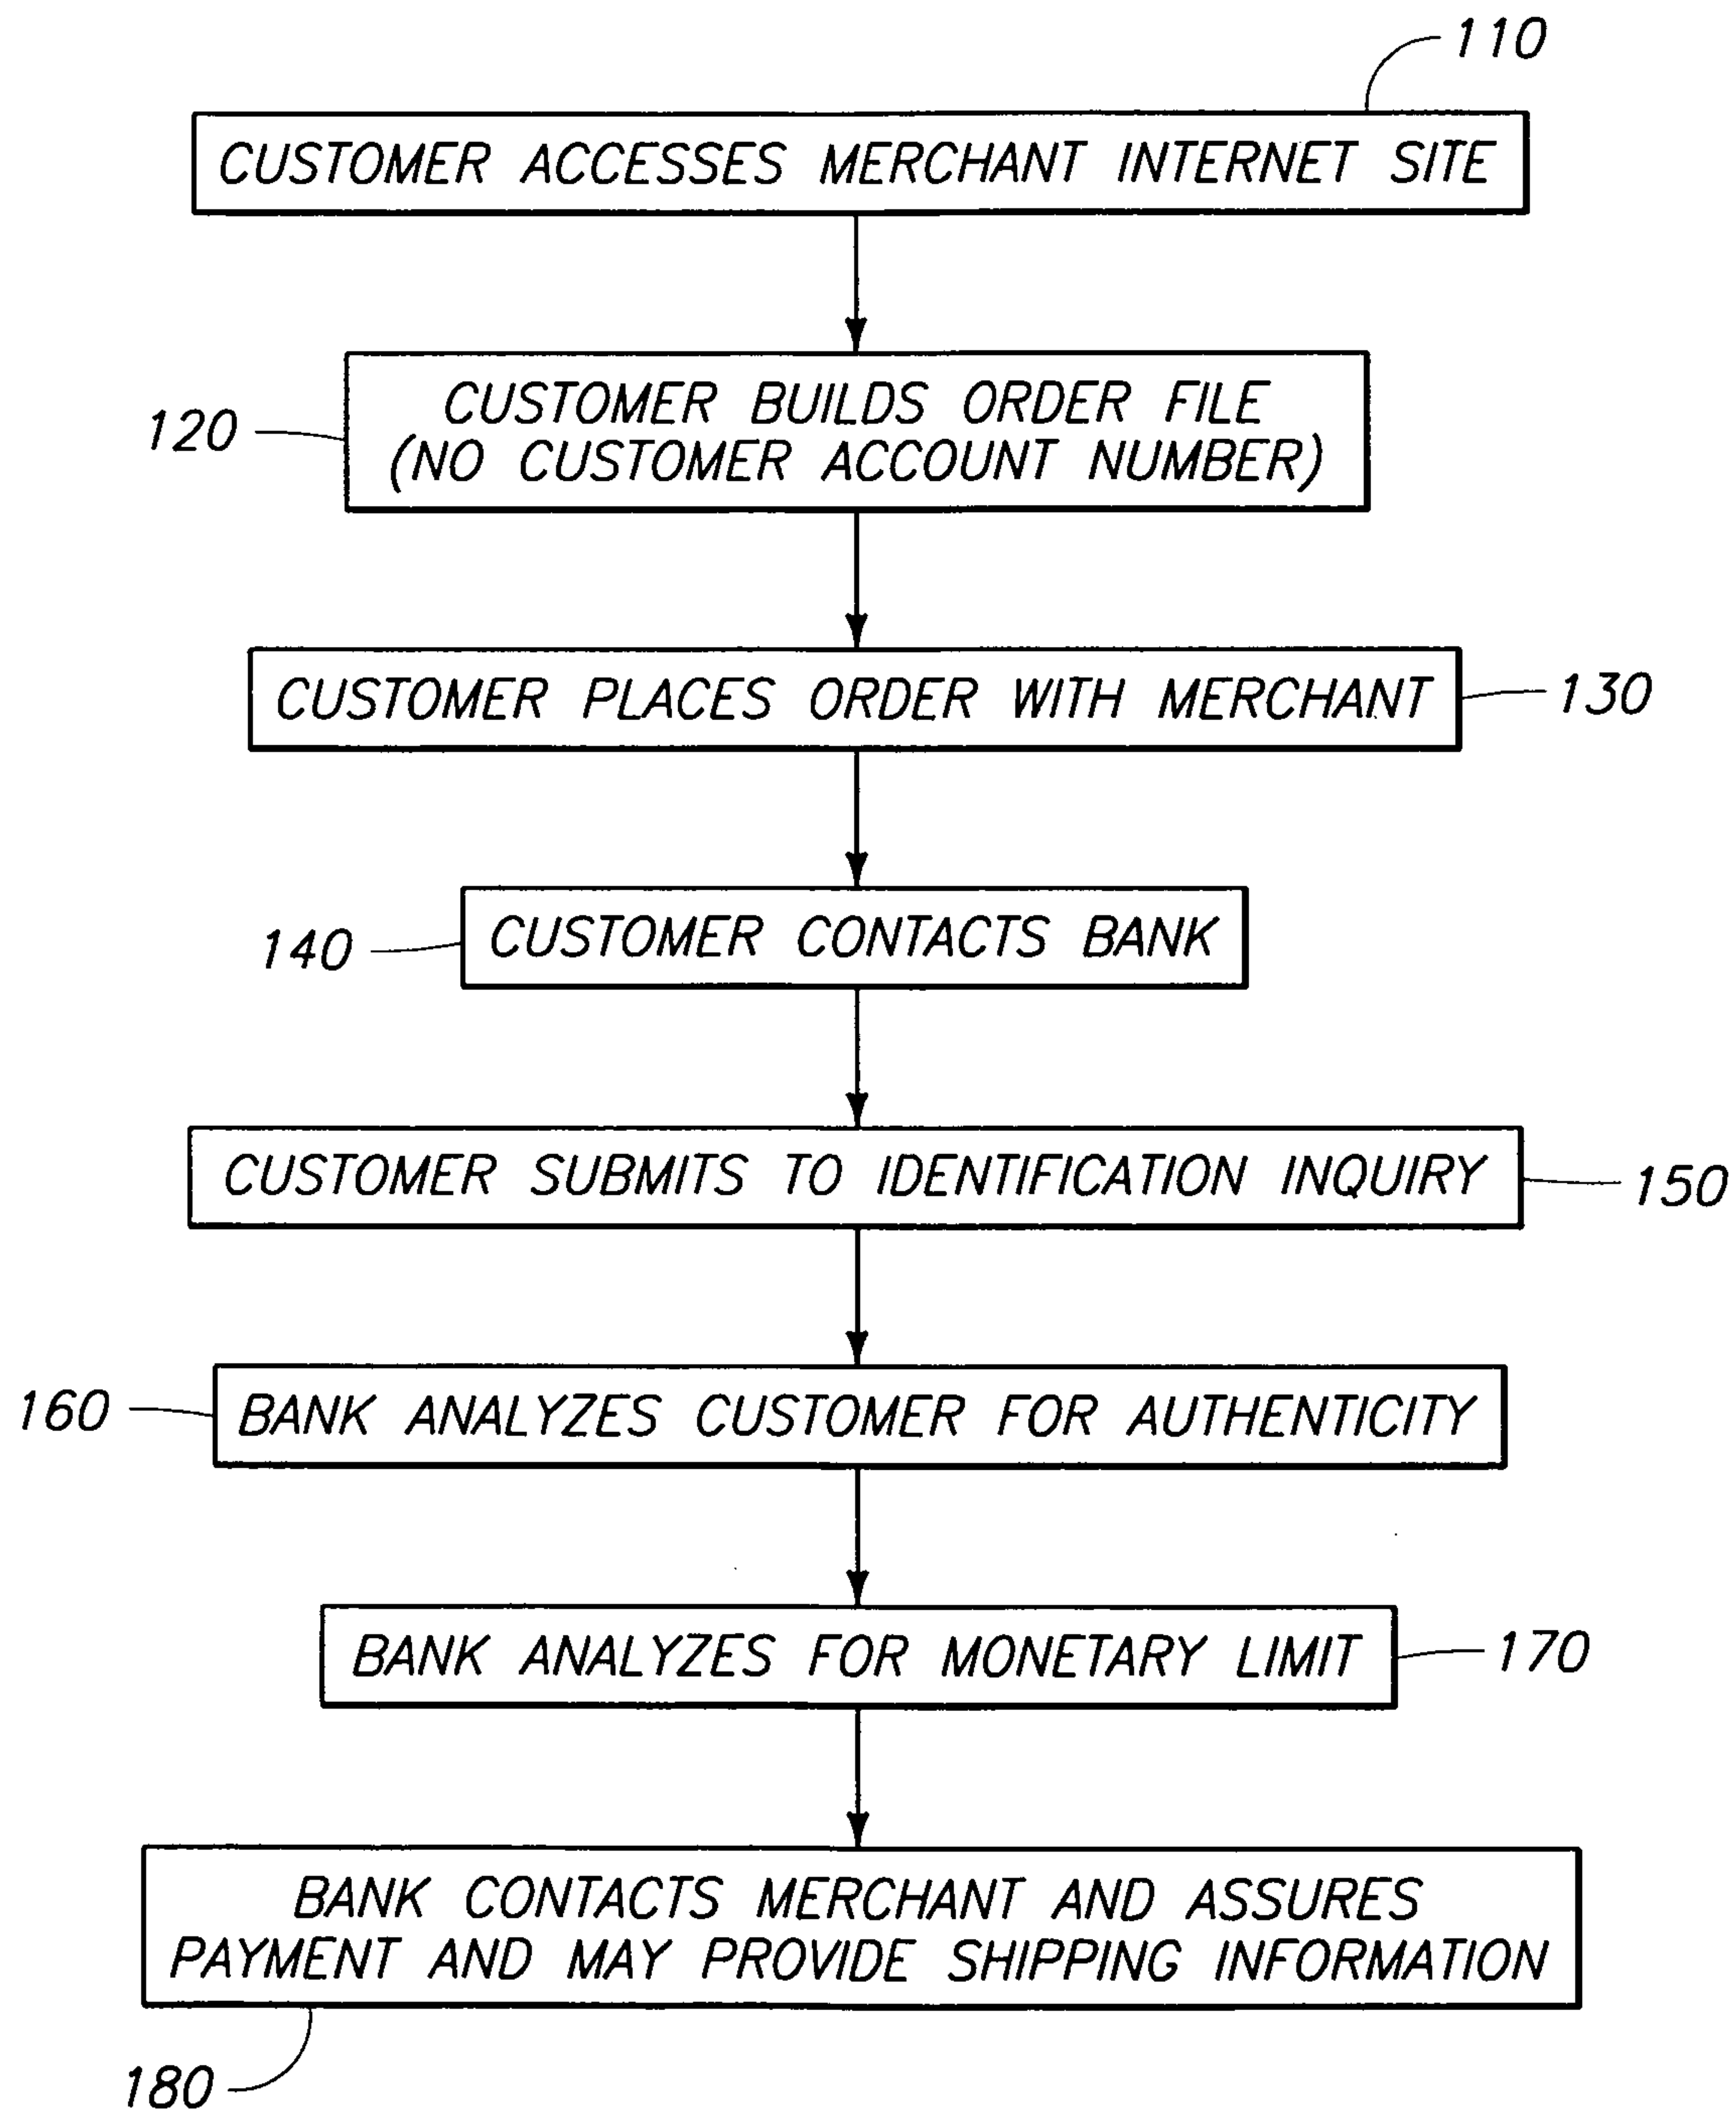 110
CUSTOMER ACCESSES MERCHANT INTERNET SITE
120
CUSTOMER BUILDS ORDER FILE
(NO CUSTOMER ACCOUNT NUMBER)
CUSTOMER PLACES ORDER WITH MERCHANT
130
140
CUSTOMER CONTACTS BANK
CUSTOMER SUBMITS TO IDENTIFICATION INQUIRY
150
160
BANK ANALYZES CUSTOMER FOR AUTHENTICITY
BANK ANALYZES FOR MONETARY LIMIT
170
BANK CONTACTS MERCHANT AND ASSURES
PAYMENT AND MAY PROVIDE SHIPPING INFORMATION
180